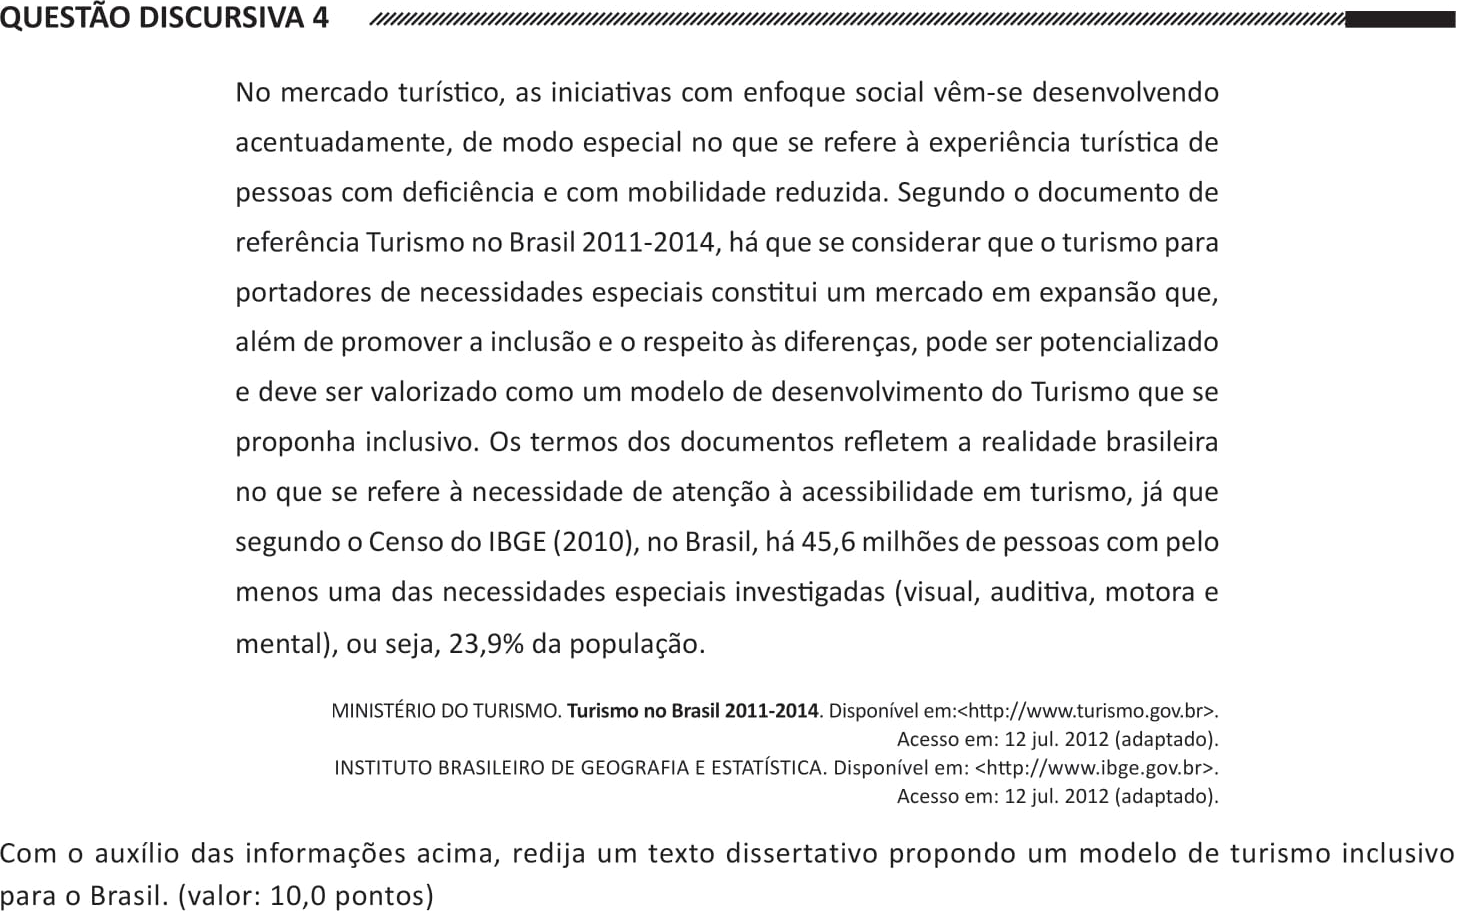 QUESTÃO DISCURSIVA 4
No mercado turístico, as iniciativas com enfoque social vêm-se desenvolvendo
acentuadamente, de modo especial no que se refere à experiência turística de
pessoas com deficiência e com mobilidade reduzida. Segundo o documento de
referência Turismo no Brasil 2011-2014, há que se considerar que o turismo para
portadores de necessidades especiais constitui um mercado em expansão que,
além de promover a inclusão e o respeito às diferenças, pode ser potencializado
e deve ser valorizado como um modelo de desenvolvimento do Turismo que se
proponha inclusivo. Os termos dos documentos refletem a realidade brasileira
no que se refere à necessidade de atenção à acessibilidade em turismo, já que
segundo o Censo do IBGE (2010), no Brasil, há 45,6 milhões de pessoas com pelo
menos uma das necessidades especiais investigadas (visual, auditiva, motora e
mental), ou seja, 23,9% da população.
MINISTÉRIO DO TURISMO. Turismo no Brasil 2011-2014. Disponível em:<http://www.turismo.gov.br>.
Acesso em: 12 jul. 2012 (adaptado).
INSTITUTO BRASILEIRO DE GEOGRAFIA E ESTATÍSTICA. Disponível em: <http://www.ibge.gov.br>.
Acesso em: 12 jul. 2012 (adaptado).
Com o auxílio das informações acima, redija um texto dissertativo propondo um modelo de turismo inclusivo
para o Brasil. (valor: 10,0 pontos)